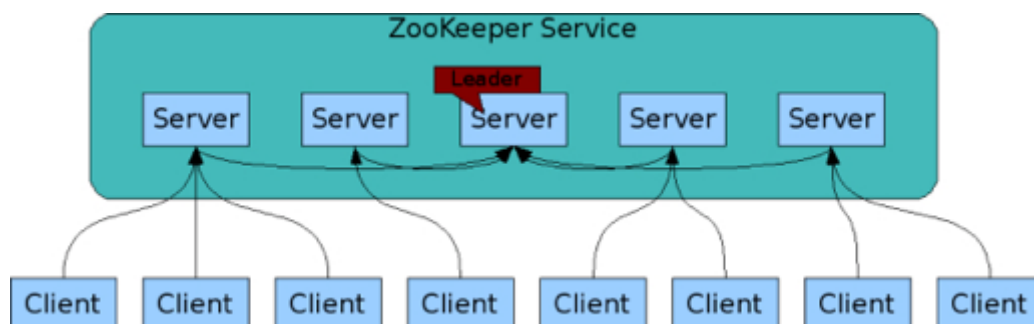 ZooKeeper Service
Leader
Server Server Server Server Server
Client Client Client Client Client Client Client Client